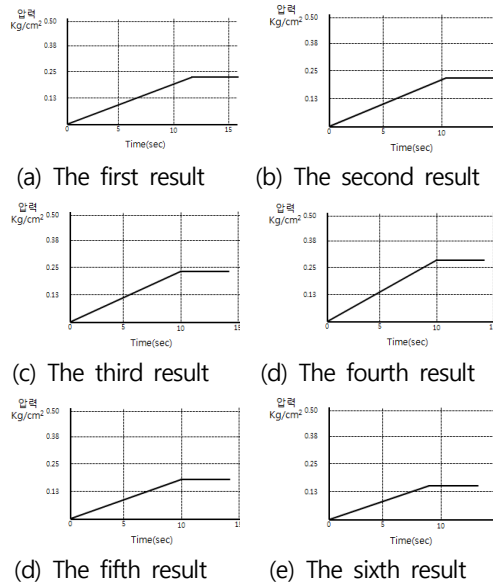 압력
Kg/cm² 0.50
0.38
0.25
0.13
0 5 10 15
Time(sec)
압력
Kg/cm² 0.50
0.38
0.25
0.13
0 5 10
Time(sec)
(a) The first result (b) The second result
압력
Kg/cm² 0.50
0.38
0.25
0.13
0 5 10 15
Time(sec)
압력
Kg/cm² 0.50
0.38
0.25
0.13
0 5 10
Time(sec)
(c) The third result (d) The fourth result
압력
Kg/cm² 0.50
0.38
0.25
0.13
0 5 10 15
Time(sec)
압력
Kg/cm² 0.50
0.38
0.25
0.13
0 5 10
Time(sec)
(d) The fifth result (e) The sixth result